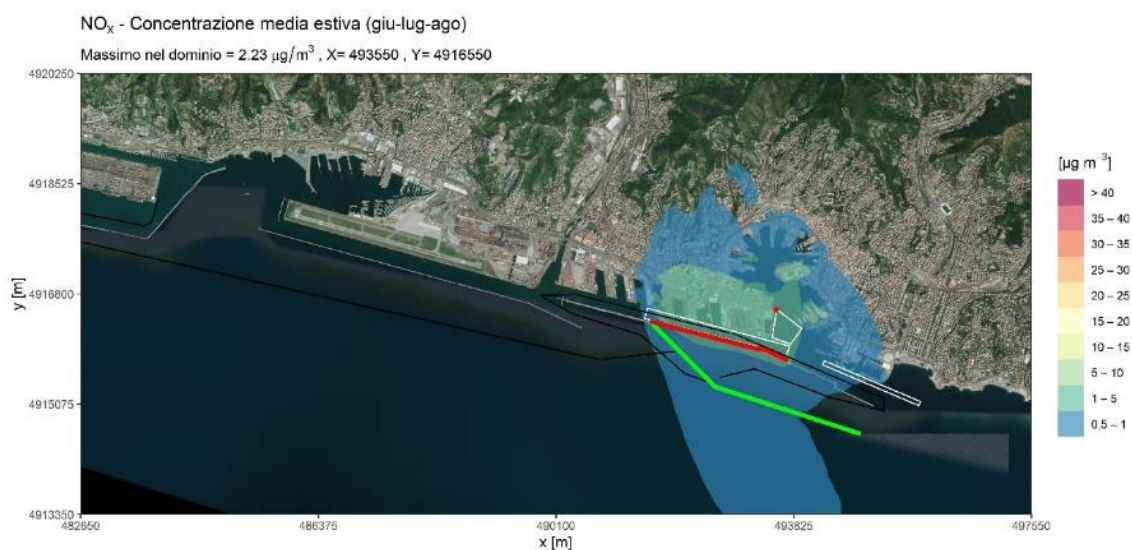 NOₓ - Concentrazione media estiva (giu-lug-ago)
Massimo nel dominio = 2.23 μg/m³ , X= 493550 , Y= 4916550
4920250
4918525
4916800
4915075
4913350
y [m]
482650 486375 490100 493825 497550
x [m]
[μg m⁻³]
> 40
35 – 40
30 – 35
25 – 30
20 – 25
15 – 20
10 – 15
5 – 10
1 – 5
0.5 – 1